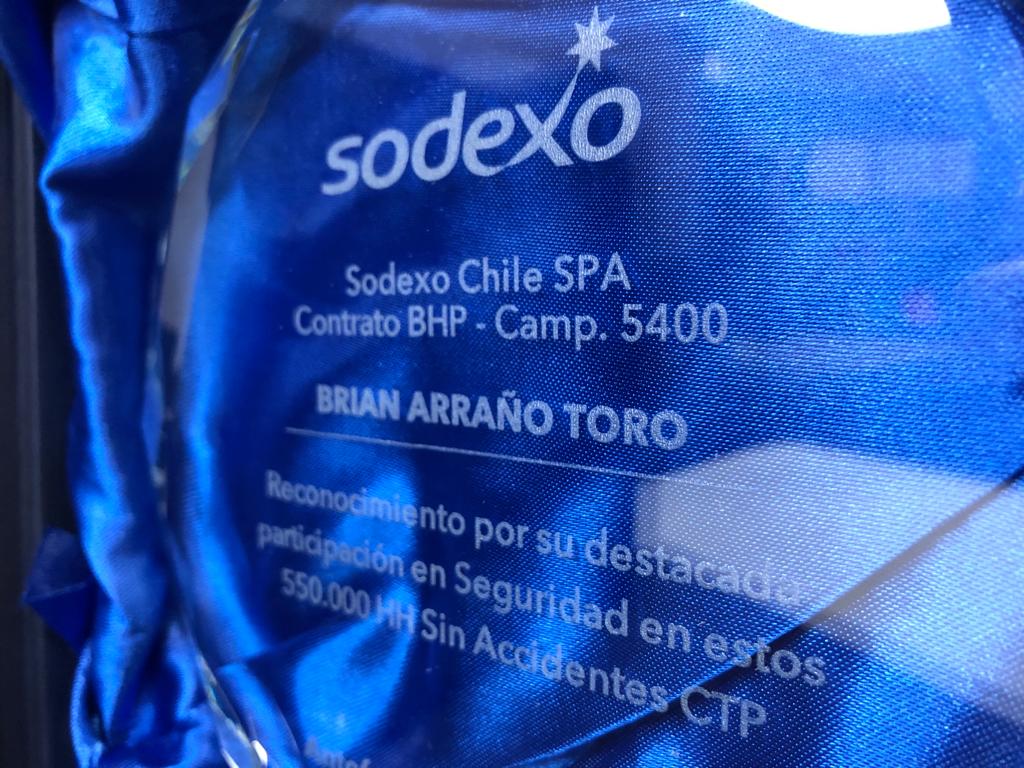 sodexo
Sodexo Chile SPA
Contrato BHP - Camp. 5400
BRIAN ARRAÑO TORO
Reconocimiento por su destacada
participación en Seguridad en estos
550.000 HH Sin Accidentes CTP